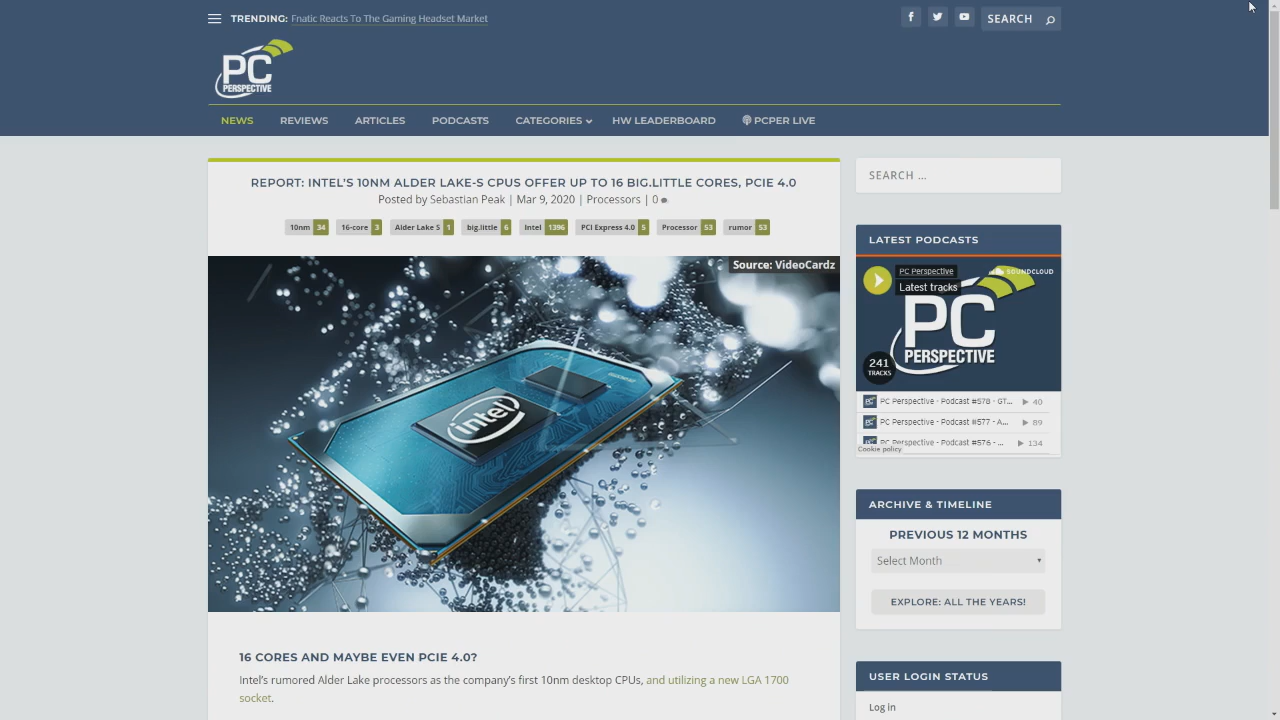 TRENDING: Fnatic Reacts To The Gaming Headset Market
SEARCH
PC
PERSPECTIVE
NEWS REVIEWS ARTICLES PODCASTS CATEGORIES HW LEADERBOARD PCPER LIVE
REPORT: INTEL'S 10NM ALDER LAKE-S CPUS OFFER UP TO 16 BIG.LITTLE CORES, PCIE 4.0
Posted by Sebastian Peak | Mar 9, 2020 | Processors | 0
10nm 34 16-core 3 Alder Lake S 1 big.little 6 Intel 1396 PCI Express 4.0 5 Processor 53 rumor 53
Source: VideoCardz
intel
16 CORES AND MAYBE EVEN PCIE 4.0?
Intel's rumored Alder Lake processors as the company's first 10nm desktop CPUs, and utilizing a new LGA 1700
socket.
SEARCH …
LATEST PODCASTS
PC Perspective
SOUNDCLOUD
Latest tracks
PC
PERSPECTIVE
241
TRACKS
PC Perspective - Podcast #578 - GT... 40
PC Perspective - Podcast #577 - A... 89
PC Perspective - Podcast #576 - ... 134
Cookie policy
ARCHIVE & TIMELINE
PREVIOUS 12 MONTHS
Select Month
EXPLORE: ALL THE YEARS!
USER LOGIN STATUS
Log in